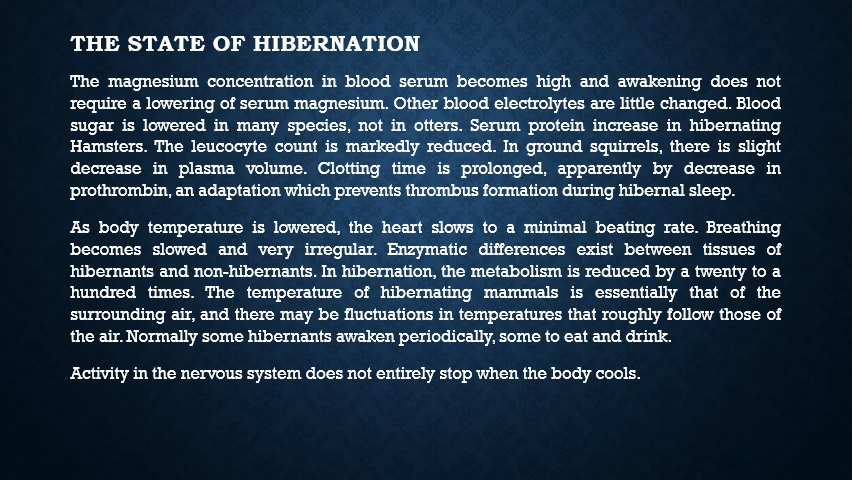 THE STATE OF HIBERNATION
The magnesium concentration in blood serum becomes high and awakening does not
require a lowering of serum magnesium. Other blood electrolytes are little changed. Blood
sugar is lowered in many species, not in otters. Serum protein increase in hibernating
Hamsters. The leucocyte count is markedly reduced. In ground squirrels, there is slight
decrease in plasma volume. Clotting time is prolonged, apparently by decrease in
prothrombin, an adaptation which prevents thrombus formation during hibernal sleep.
As body temperature is lowered, the heart slows to a minimal beating rate. Breathing
becomes slowed and very irregular. Enzymatic differences exist between tissues of
hibernants and non-hibernants. In hibernation, the metabolism is reduced by a twenty to a
hundred times. The temperature of hibernating mammals is essentially that of the
surrounding air, and there may be fluctuations in temperatures that roughly follow those of
the air. Normally some hibernants awaken periodically, some to eat and drink.
Activity in the nervous system does not entirely stop when the body cools.